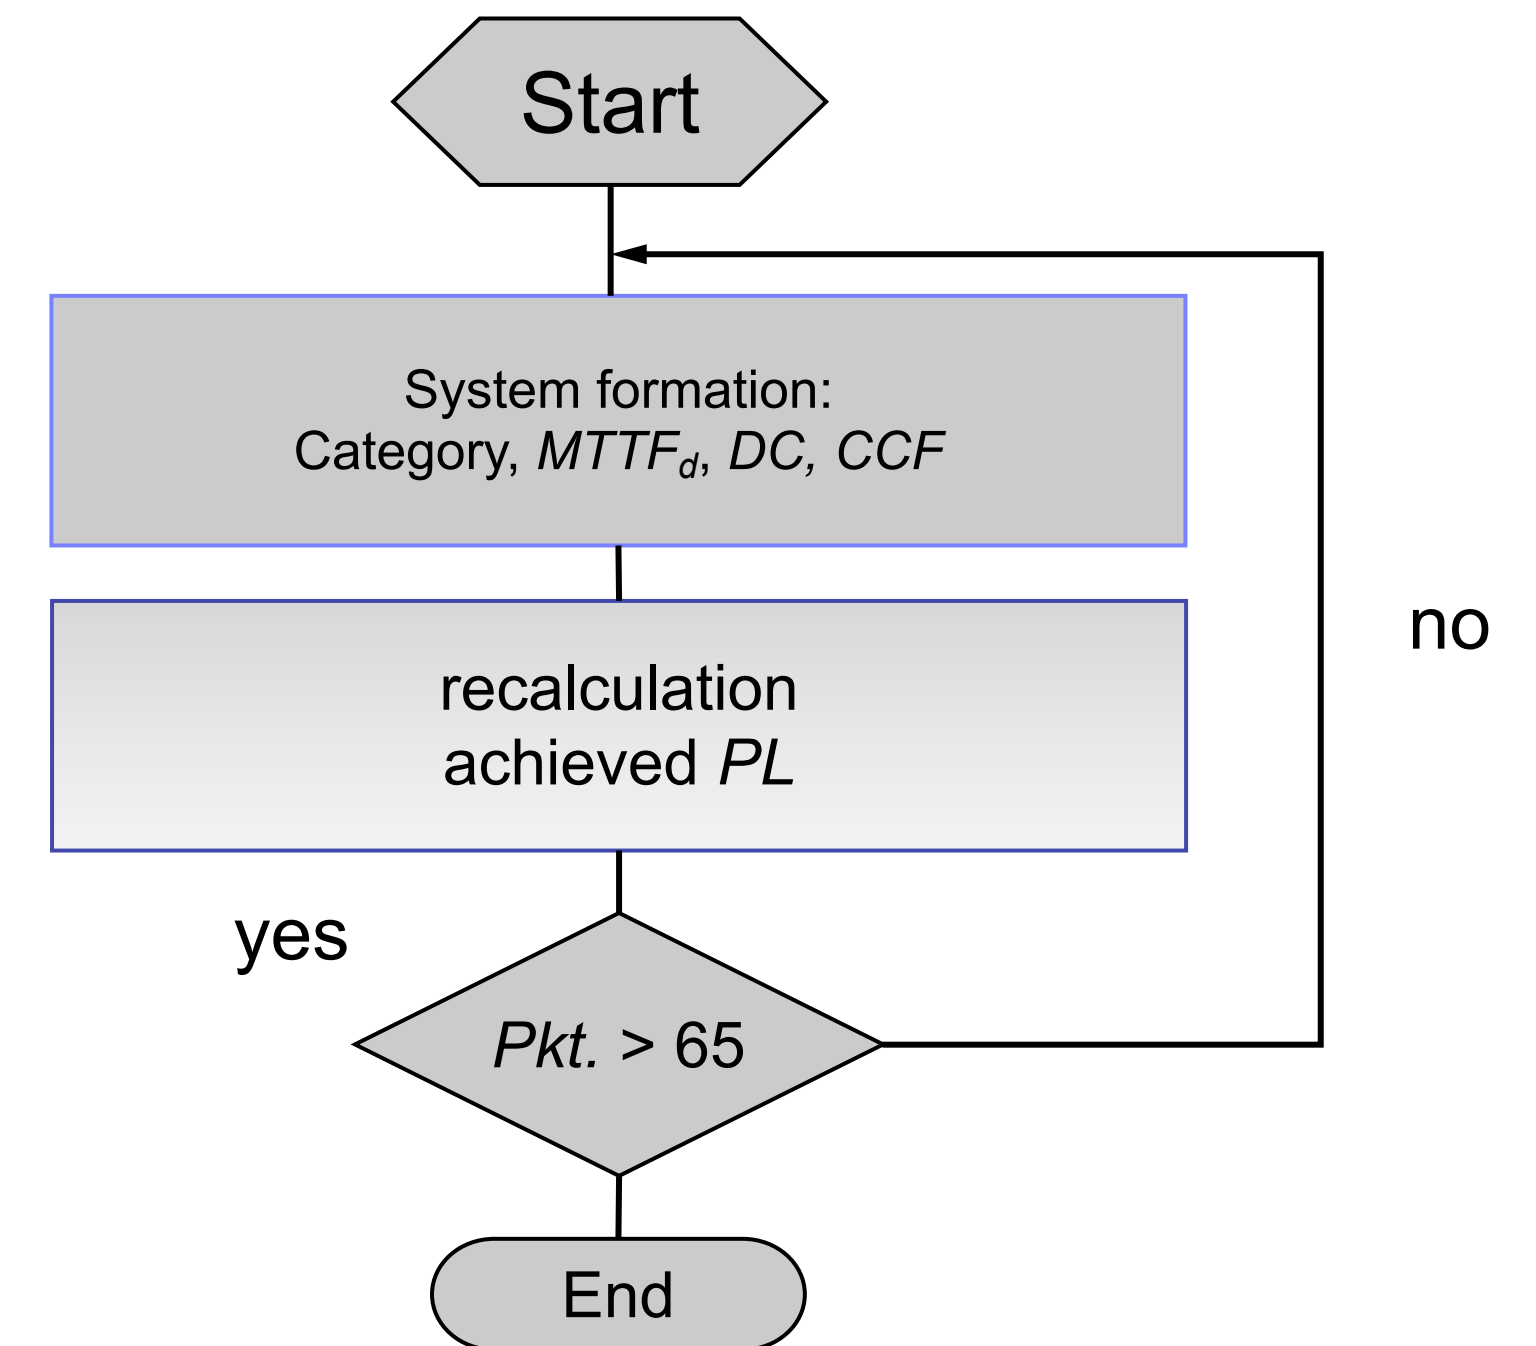 Start
System formation:
Category, MTTFd, DC, CCF
no
recalculation
achieved PL
yes
Pkt. > 65
End